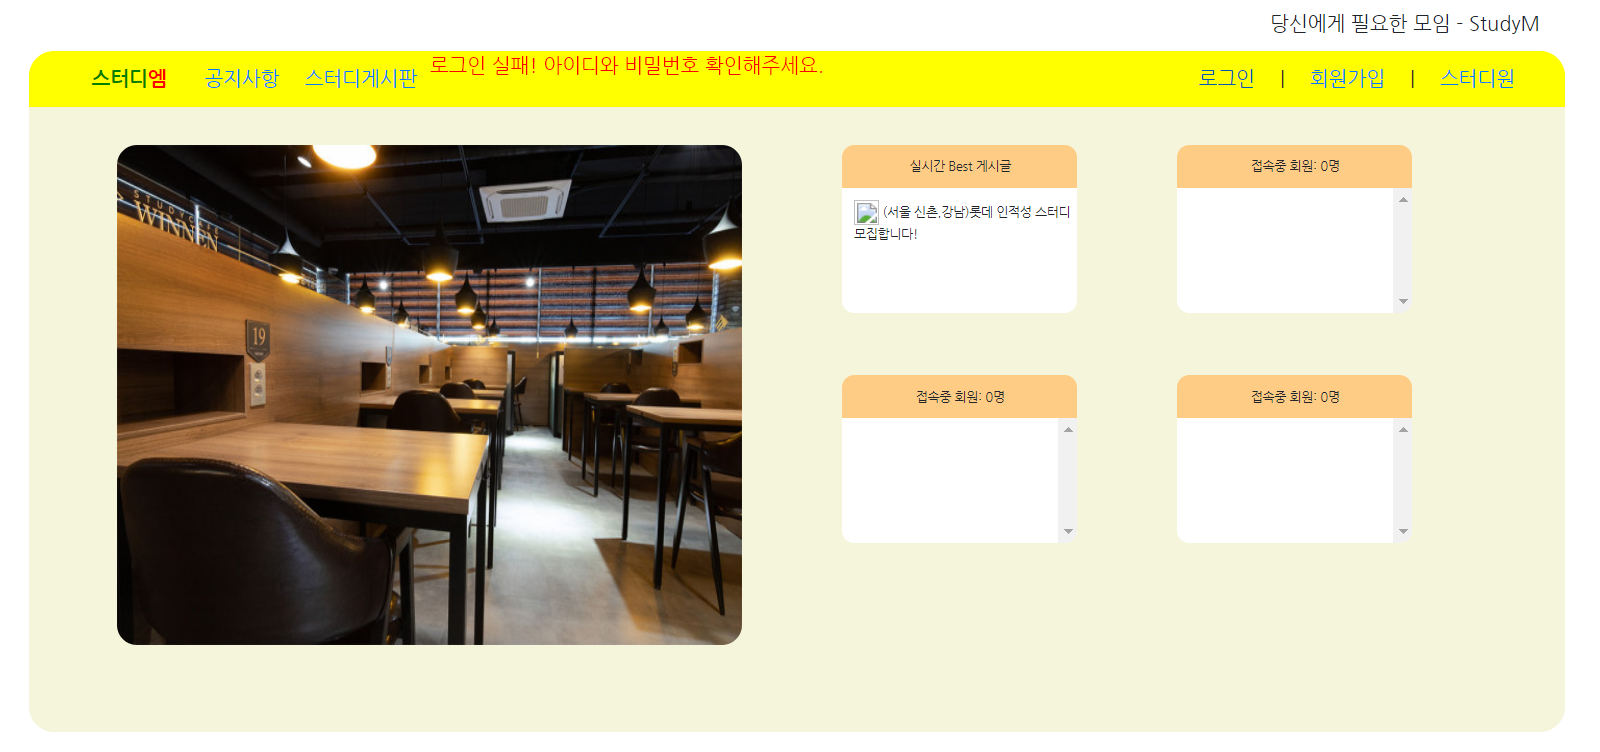 당신에게 필요한 모임 - StudyM
스터디엠 공지사항 스터디게시판 로그인 실패! 아이디와 비밀번호 확인해주세요. 로그인 | 회원가입 | 스터디원
STUDYCAFE
WINNEN
19
실시간 Best 게시글
(서울 신촌,강남)롯데 인적성 스터디
모집합니다!
접속중 회원: 0명
접속중 회원: 0명
접속중 회원: 0명